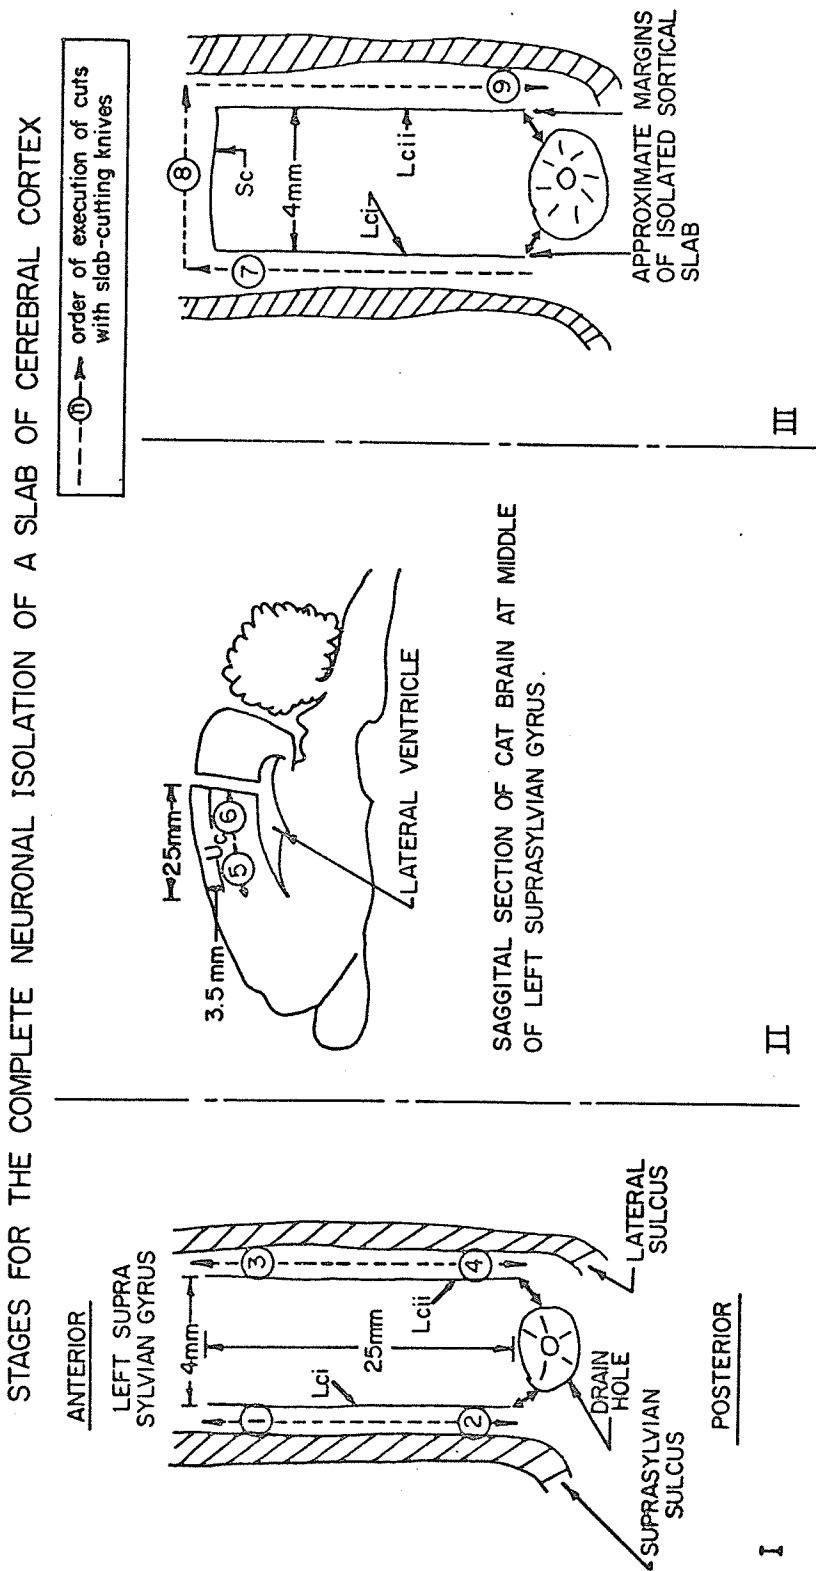 STAGES FOR THE COMPLETE NEURONAL ISOLATION OF A SLAB OF CEREBRAL CORTEX
n order of execution of cuts
with slab-cutting knives
ANTERIOR
LEFT SUPRA
SYLVIAN GYRUS
4mm
1
3
Lci
25mm
Lcii
2
4
DRAIN
HOLE
SUPRASYLVIAN
SULCUS
LATERAL
SULCUS
POSTERIOR
I
25mm
3.5 mm
Uc
5
6
LATERAL VENTRICLE
SAGGITAL SECTION OF CAT BRAIN AT MIDDLE
OF LEFT SUPRASYLVIAN GYRUS.
II
8
7
Sc
4mm
Lci
Lcii
9
APPROXIMATE MARGINS
OF ISOLATED SORTICAL
SLAB
III